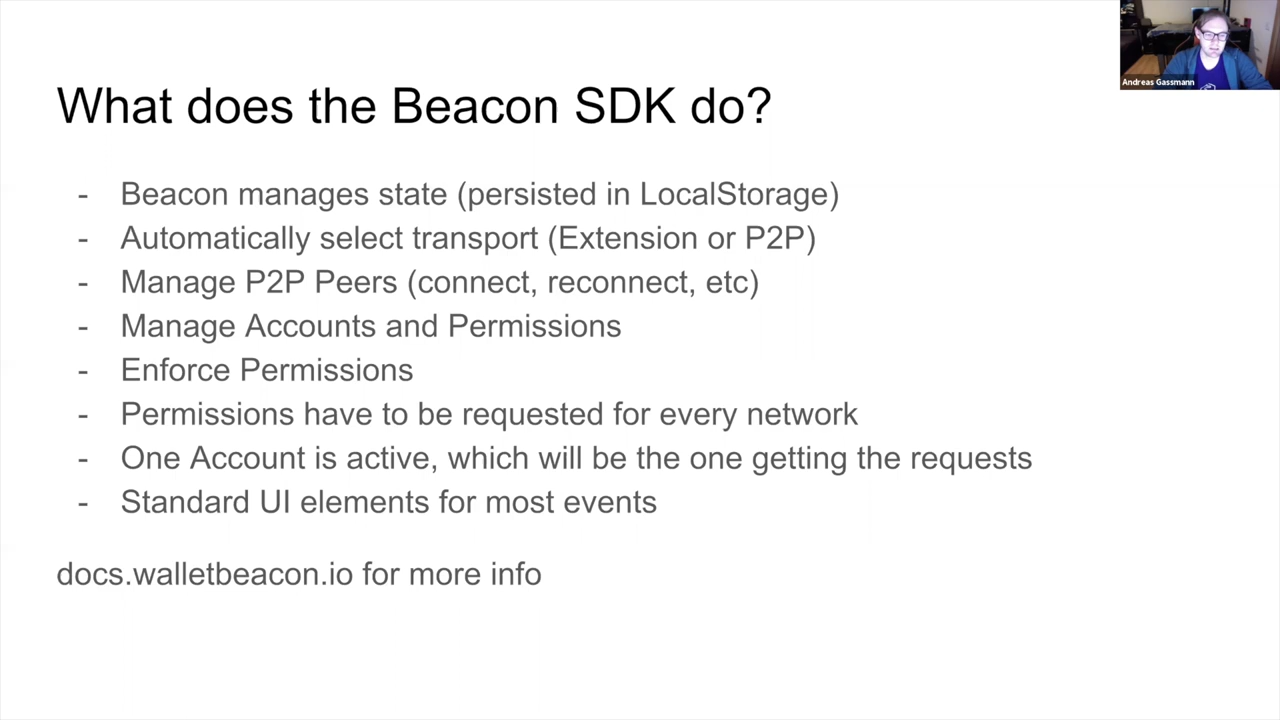 Andreas Gassmann
What does the Beacon SDK do?
- Beacon manages state (persisted in LocalStorage)
- Automatically select transport (Extension or P2P)
- Manage P2P Peers (connect, reconnect, etc)
- Manage Accounts and Permissions
- Enforce Permissions
- Permissions have to be requested for every network
- One Account is active, which will be the one getting the requests
- Standard UI elements for most events
docs.walletbeacon.io for more info